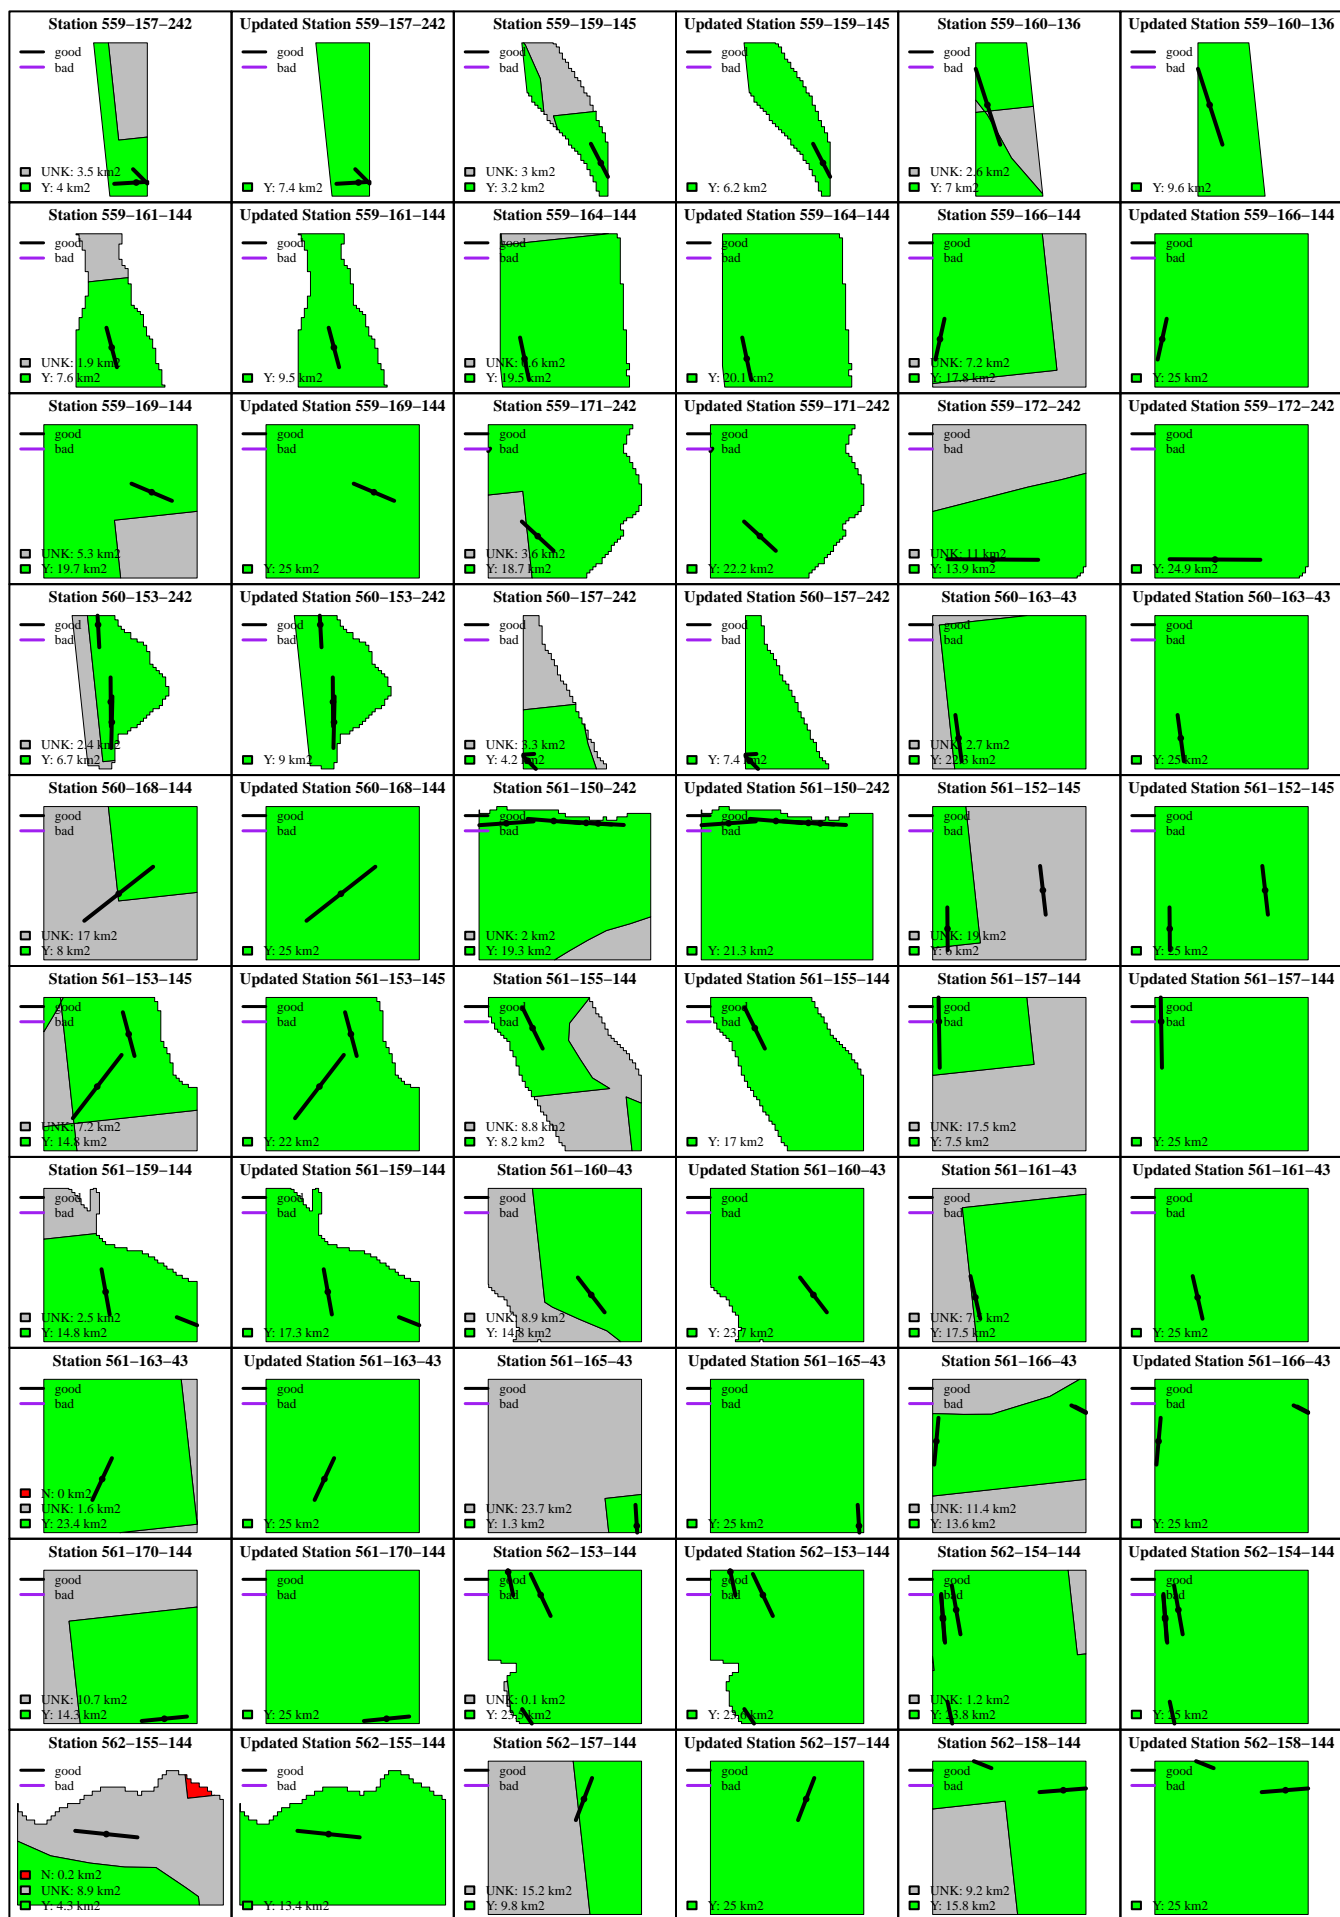 Station 559–157–242
good
bad
UNK: 3.5 km2
Y: 4 km2
Updated Station 559–157–242
good
bad
Y: 7.4 km2
Station 559–159–145
good
bad
UNK: 3 km2
Y: 3.2 km2
Updated Station 559–159–145
good
bad
Y: 6.2 km2
Station 559–160–136
good
bad
UNK: 2.6 km2
Y: 7 km2
Updated Station 559–160–136
good
bad
Y: 9.6 km2
Station 559–161–144
good
bad
UNK: 1.9 km2
Y: 7.6 km2
Updated Station 559–161–144
good
bad
Y: 9.5 km2
Station 559–164–144
good
bad
UNK: 0.6 km2
Y: 19.5 km2
Updated Station 559–164–144
good
bad
Y: 20.1 km2
Station 559–166–144
good
bad
UNK: 7.2 km2
Y: 17.8 km2
Updated Station 559–166–144
good
bad
Y: 25 km2
Station 559–169–144
good
bad
UNK: 5.3 km2
Y: 19.7 km2
Updated Station 559–169–144
good
bad
Y: 25 km2
Station 559–171–242
good
bad
UNK: 3.6 km2
Y: 18.7 km2
Updated Station 559–171–242
good
bad
Y: 22.2 km2
Station 559–172–242
good
bad
UNK: 11 km2
Y: 13.9 km2
Updated Station 559–172–242
good
bad
Y: 24.9 km2
Station 560–153–242
good
bad
UNK: 2.4 km2
Y: 6.7 km2
Updated Station 560–153–242
good
bad
Y: 9 km2
Station 560–157–242
good
bad
UNK: 3.3 km2
Y: 4.2 km2
Updated Station 560–157–242
good
bad
Y: 7.4 km2
Station 560–163–43
good
bad
UNK: 2.7 km2
Y: 22.3 km2
Updated Station 560–163–43
good
bad
Y: 25 km2
Station 560–168–144
good
bad
UNK: 17 km2
Y: 8 km2
Updated Station 560–168–144
good
bad
Y: 25 km2
Station 561–150–242
good
bad
UNK: 2 km2
Y: 19.3 km2
Updated Station 561–150–242
good
bad
Y: 21.3 km2
Station 561–152–145
good
bad
UNK: 19 km2
Y: 6 km2
Updated Station 561–152–145
good
bad
Y: 25 km2
Station 561–153–145
good
bad
UNK: 7.2 km2
Y: 14.8 km2
Updated Station 561–153–145
good
bad
Y: 22 km2
Station 561–155–144
good
bad
UNK: 8.8 km2
Y: 8.2 km2
Updated Station 561–155–144
good
bad
Y: 17 km2
Station 561–157–144
good
bad
UNK: 17.5 km2
Y: 7.5 km2
Updated Station 561–157–144
good
bad
Y: 25 km2
Station 561–159–144
good
bad
UNK: 2.5 km2
Y: 14.8 km2
Updated Station 561–159–144
good
bad
Y: 17.3 km2
Station 561–160–43
good
bad
UNK: 8.9 km2
Y: 14.8 km2
Updated Station 561–160–43
good
bad
Y: 23.7 km2
Station 561–161–43
good
bad
UNK: 7.5 km2
Y: 17.5 km2
Updated Station 561–161–43
good
bad
Y: 25 km2
Station 561–163–43
good
bad
N: 0 km2
UNK: 1.6 km2
Y: 23.4 km2
Updated Station 561–163–43
good
bad
Y: 25 km2
Station 561–165–43
good
bad
UNK: 23.7 km2
Y: 1.3 km2
Updated Station 561–165–43
good
bad
Y: 25 km2
Station 561–166–43
good
bad
UNK: 11.4 km2
Y: 13.6 km2
Updated Station 561–166–43
good
bad
Y: 25 km2
Station 561–170–144
good
bad
UNK: 10.7 km2
Y: 14.3 km2
Updated Station 561–170–144
good
bad
Y: 25 km2
Station 562–153–144
good
bad
UNK: 0.1 km2
Y: 23.5 km2
Updated Station 562–153–144
good
bad
Y: 23.6 km2
Station 562–154–144
good
bad
UNK: 1.2 km2
Y: 23.8 km2
Updated Station 562–154–144
good
bad
Y: 25 km2
Station 562–155–144
good
bad
N: 0.2 km2
UNK: 8.9 km2
Y: 4.3 km2
Updated Station 562–155–144
good
bad
Y: 13.4 km2
Station 562–157–144
good
bad
UNK: 15.2 km2
Y: 9.8 km2
Updated Station 562–157–144
good
bad
Y: 25 km2
Station 562–158–144
good
bad
UNK: 9.2 km2
Y: 15.8 km2
Updated Station 562–158–144
good
bad
Y: 25 km2